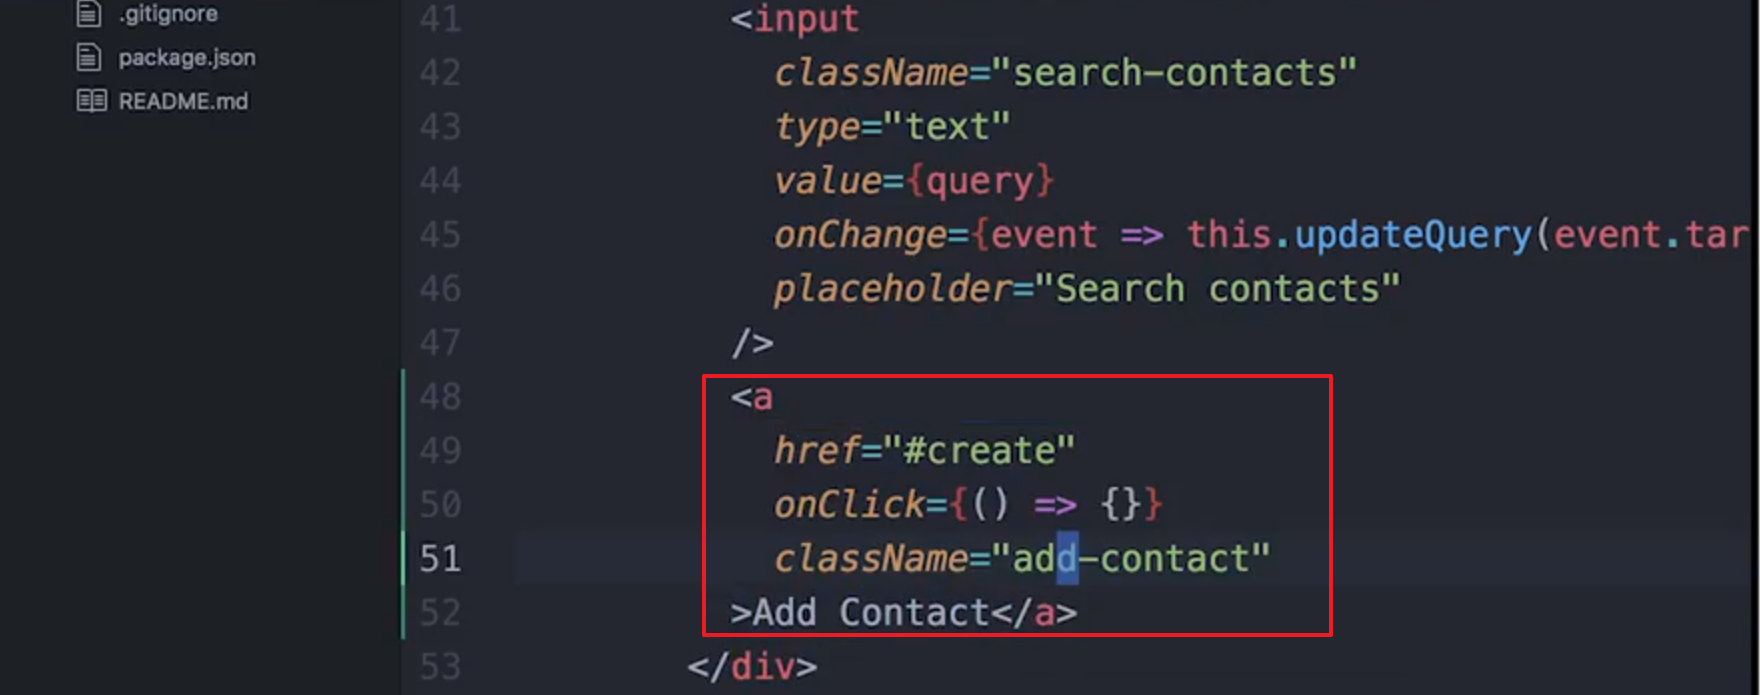 .gitignore
package.json
README.md
41 <input
42 className="search-contacts"
43 type="text"
44 value={query}
45 onChange={event => this.updateQuery(event.tar
46 placeholder="Search contacts"
47 />
48 <a
49 href="#create"
50 onClick={() => {}}
51 className="add-contact"
52 >Add Contact</a>
53 </div>